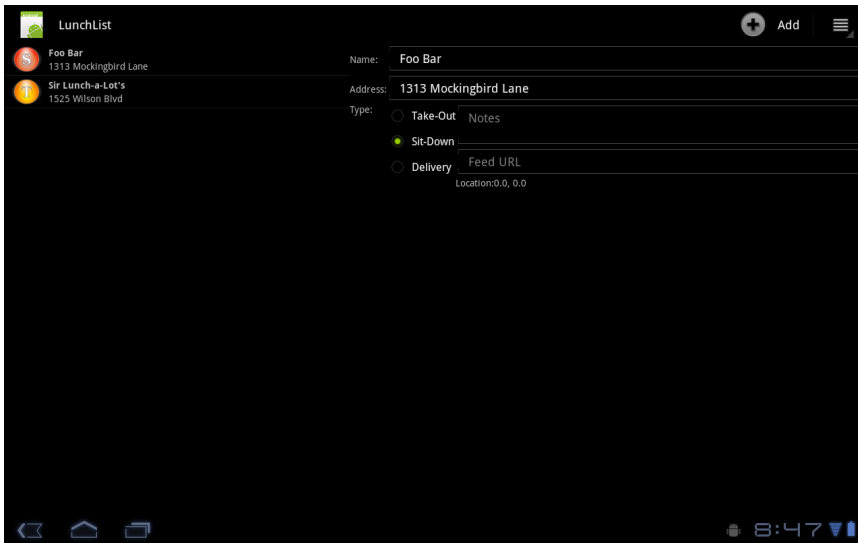 LunchList
Add
Foo Bar
1313 Mockingbird Lane
Sir Lunch-a-Lot's
1525 Wilson Blvd
Name: Foo Bar
Address: 1313 Mockingbird Lane
Type:
Take-Out
Notes
Sit-Down
Delivery
Feed URL
Location:0.0, 0.0
S
T
8:47